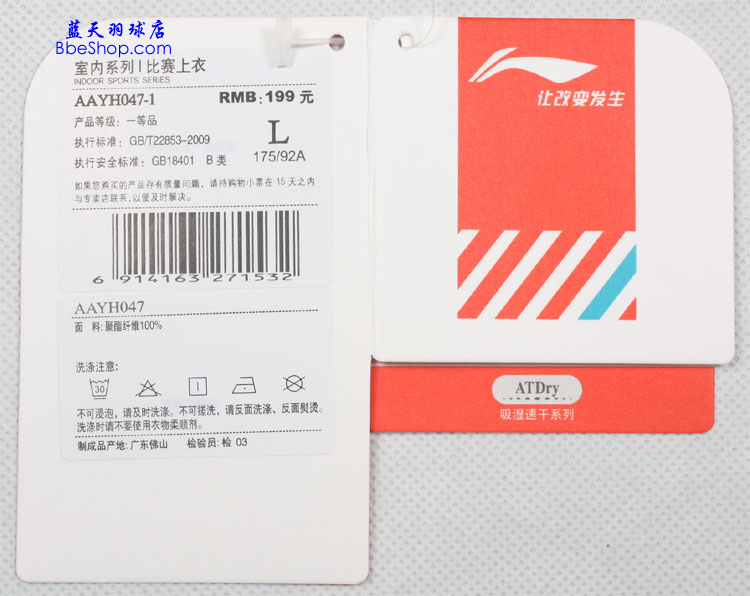 蓝天羽球店
BbeShop.com
室内系列 | 比赛上衣
INDOOR SPORTS SERIES
AAYH047-1 RMB: 199 元
产品等级: 一等品
执行标准: GB/T22853-2009
L
执行安全标准: GB18401 B 类
175/92A
如果您购买的产品存有质量问题, 请持购物小票在 15 天之内
与专卖店联系,以便及时解决。
6 914163 271532
AAYH047
面 料: 聚酯纤维100%
洗涤注意:
30
不可浸泡, 请及时洗涤. 不可搓洗, 请反面洗涤、反面熨烫。
洗涤时请不要使用衣物柔顺剂。
制成品产地: 广东佛山 检验员: 检 03
让改变发生
ATDry
吸湿速干系列